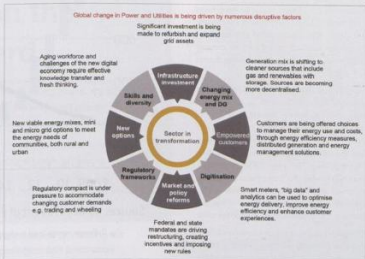 Global change in Power and Utilities is being driven by numerous disruptive factors
Significant investment is being
made to refurbish and expand
grid assets
Aging workforce and
challenges of the new digital
economy require effective
knowledge transfer and
fresh thinking.
Generation mix is shifting to
cleaner sources that include
gas and renewables with
storage. Sources are becoming
more decentralised.
Infrastructure
investment
Skills and
diversity
Changing
energy mix
and DG
New viable energy mixes, mini
and micro grid options to meet
the energy needs of
communities, both rural and
urban
New
options
Sector in
transformation
Empowered
customers
Customers are being offered choices
to manage their energy use and costs,
through energy efficiency measures,
distributed generation and energy
management solutions.
Regulatory
frameworks
Market and
policy
reforms
Digitisation
Regulatory compact is under
pressure to accommodate
changing customer demands
e.g. trading and wheeling
Smart meters, "big data" and
analytics can be used to optimise
energy delivery, improve energy
efficiency and enhance customer
experiences.
Federal and state
mandates are driving
restructuring, creating
incentives and imposing
new rules